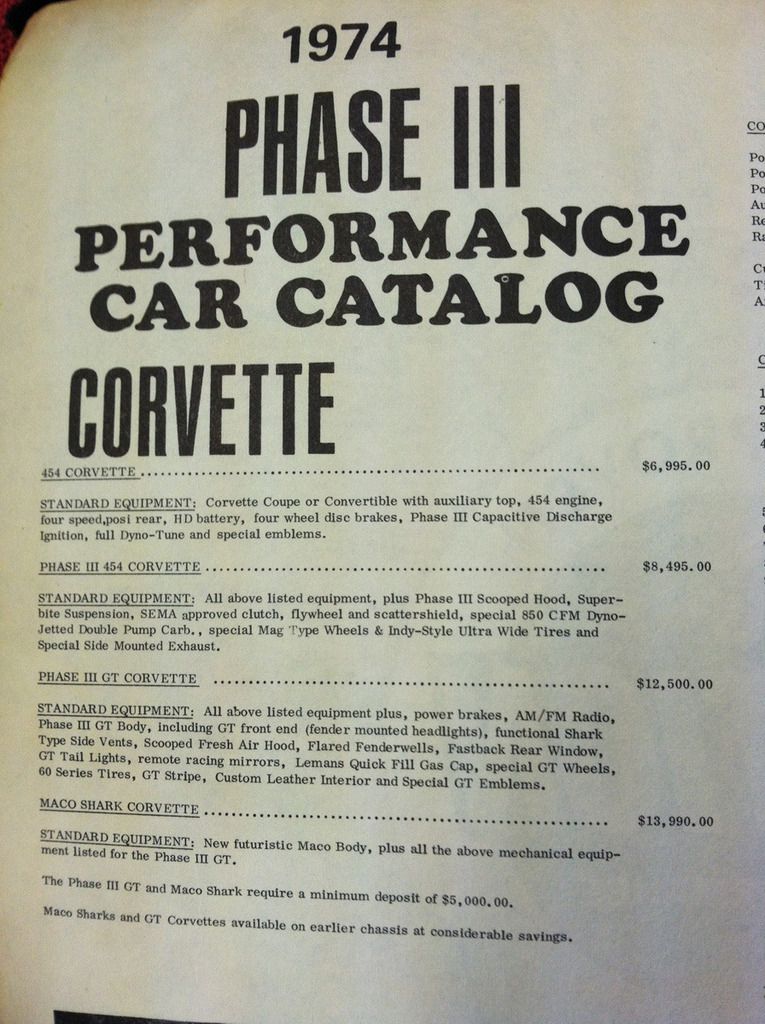 1974
PHASE III
PERFORMANCE
CAR CATALOG
©
CORVETTE
454 CORVETTE ........................................................ $6,995.00
STANDARD EQUIPMENT: Corvette Coupe or Convertible with auxiliary top, 454 engine,
four speed,posi rear, HD battery, four wheel disc brakes, Phase III Capacitive Discharge
Ignition, full Dyno-Tune and special emblems.
PHASE III 454 CORVETTE ................................................. $8,495.00
STANDARD EQUIPMENT: All above listed equipment, plus Phase III Scooped Hood, Super-
bite Suspension, SEMA approved clutch, flywheel and scattershield, special 850 CFM Dyno-
Jetted Double Pump Carb., special Mag Type Wheels & Indy-Style Ultra Wide Tires and
Special Side Mounted Exhaust.
PHASE III GT CORVETTE ................................................ $12,500.00
STANDARD EQUIPMENT: All above listed equipment plus, power brakes, AM/FM Radio,
Phase III GT Body, including GT front end (fender mounted headlights), functional Shark
Type Side Vents, Scooped Fresh Air Hood, Flared Fenderwells, Fastback Rear Window,
GT Tail Lights, remote racing mirrors, Lemans Quick Fill Gas Cap, special GT Wheels,
60 Series Tires, GT Stripe, Custom Leather Interior and Special GT Emblems.
MACO SHARK CORVETTE ................................................. $13,990.00
STANDARD EQUIPMENT: New futuristic Maco Body, plus all the above mechanical equip-
ment listed for the Phase III GT.
The Phase III GT and Maco Shark require a minimum deposit of $5,000.00.
Maco Sharks and GT Corvettes available on earlier chassis at considerable savings.
CO
Po
Po
Po
Au
Re
Ra
1
2
3
4